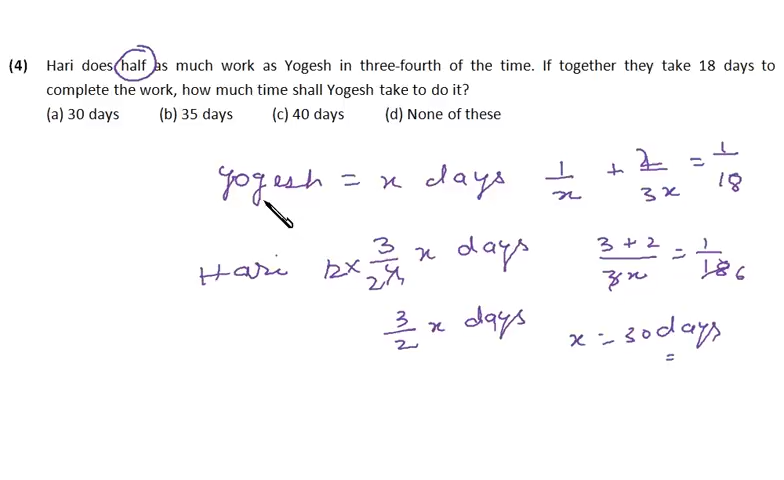 (4) Hari does half as much work as Yogesh in three-fourth of the time. If together they take 18 days to
complete the work, how much time shall Yogesh take to do it?
(a) 30 days (b) 35 days (c) 40 days (d) None of these
Yogesh = x days 1/x + 2/3x = 1/18
Hari 2 × 3/4 x days 3 + 2/3x = 1/18 6
3/2 x days x = 30 days